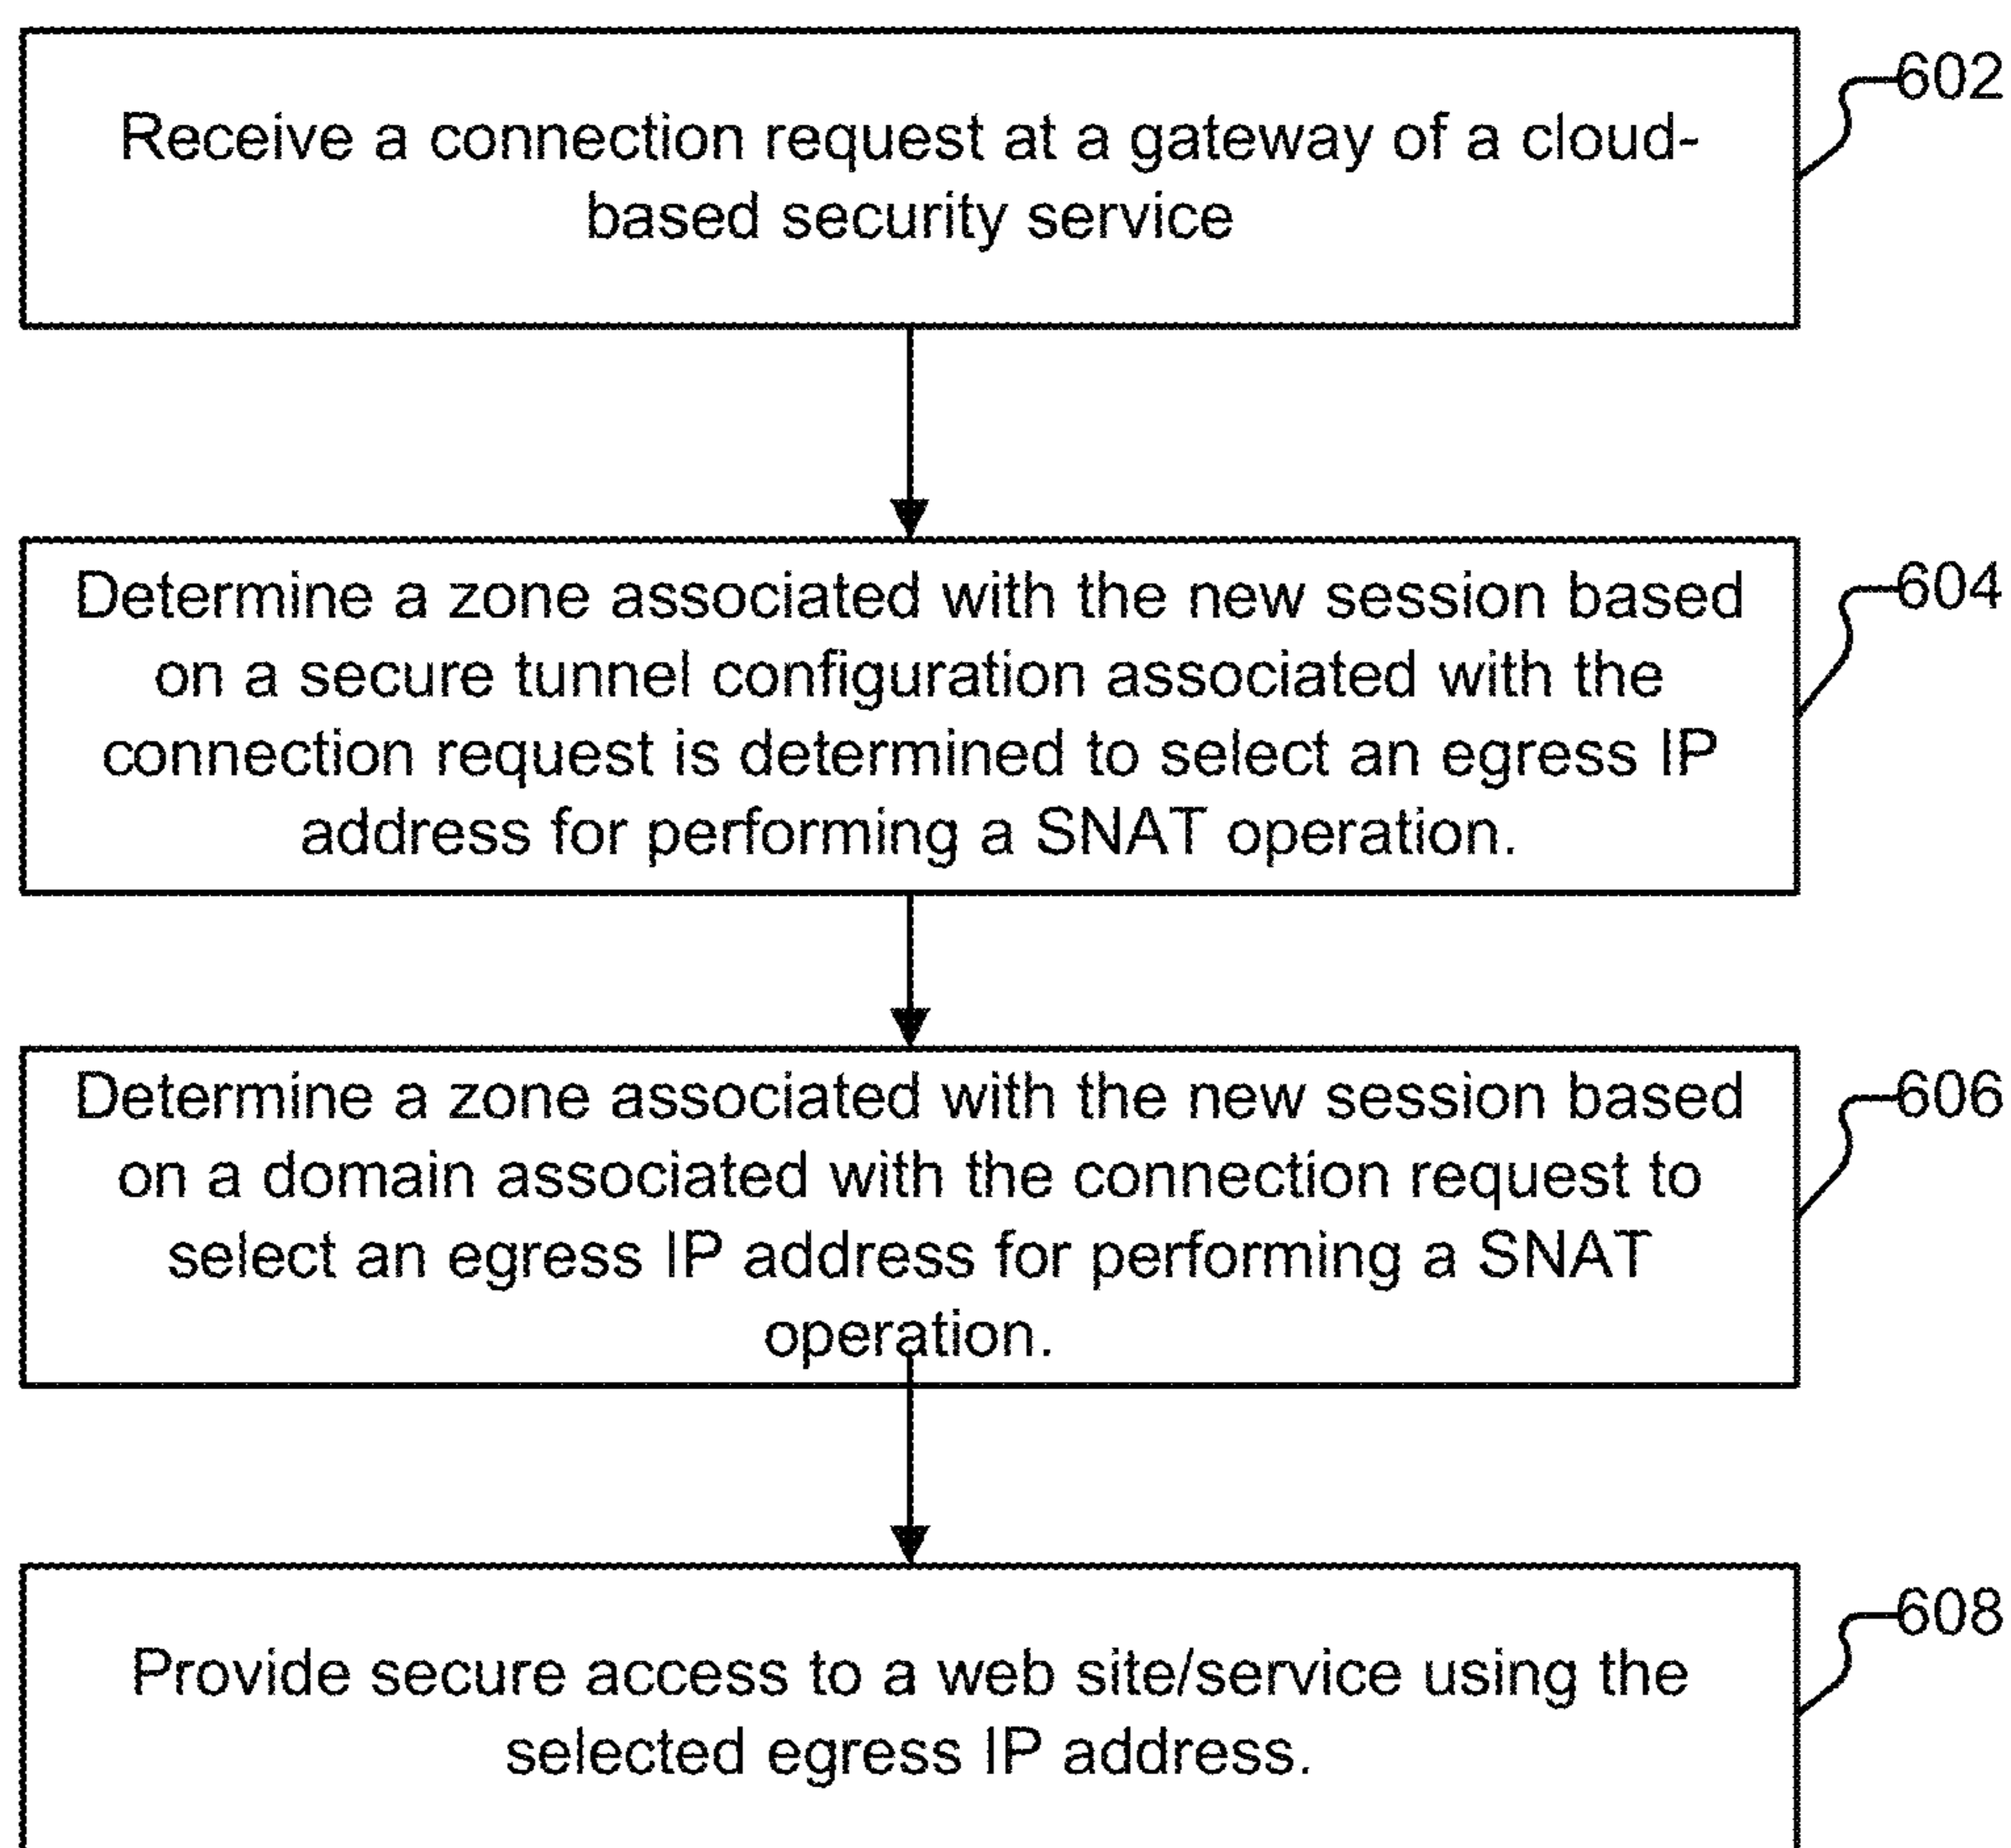 Receive a connection request at a gateway of a cloud-
based security service
602
Determine a zone associated with the new session based
on a secure tunnel configuration associated with the
connection request is determined to select an egress IP
address for performing a SNAT operation.
604
Determine a zone associated with the new session based
on a domain associated with the connection request to
select an egress IP address for performing a SNAT
operation.
606
Provide secure access to a web site/service using the
selected egress IP address.
608